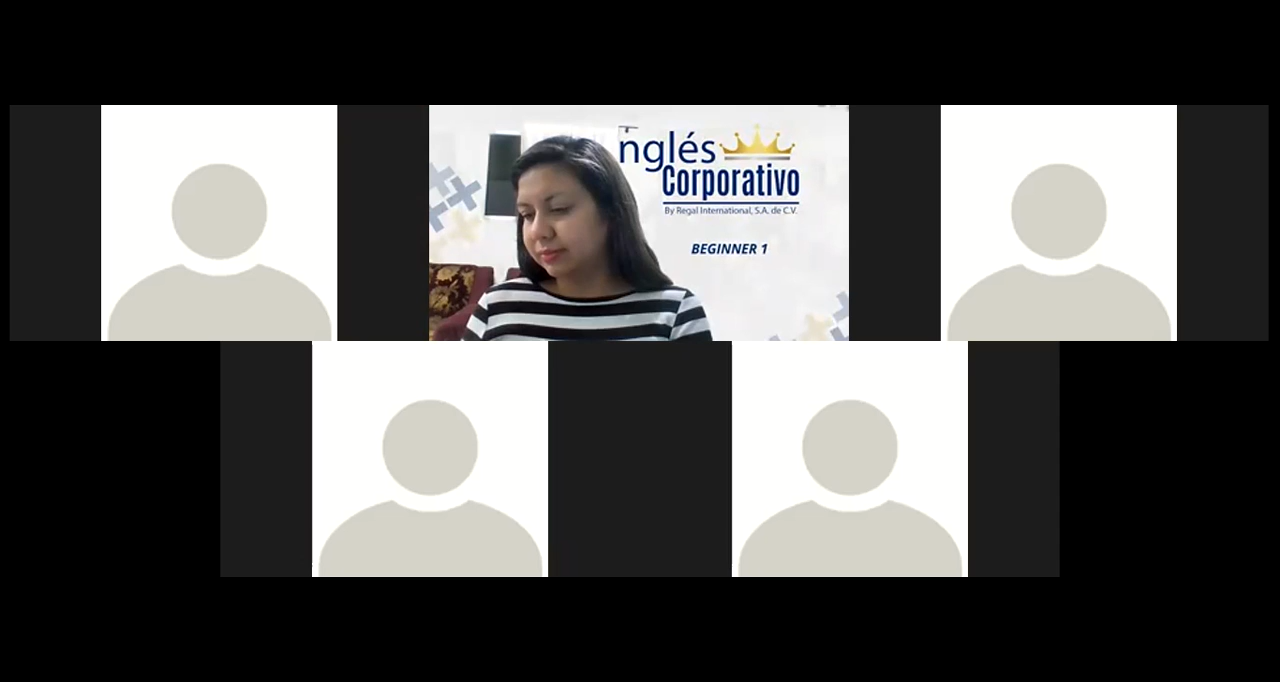 nglés
Corporativo
By Regal International, S.A. de C.V.
BEGINNER 1